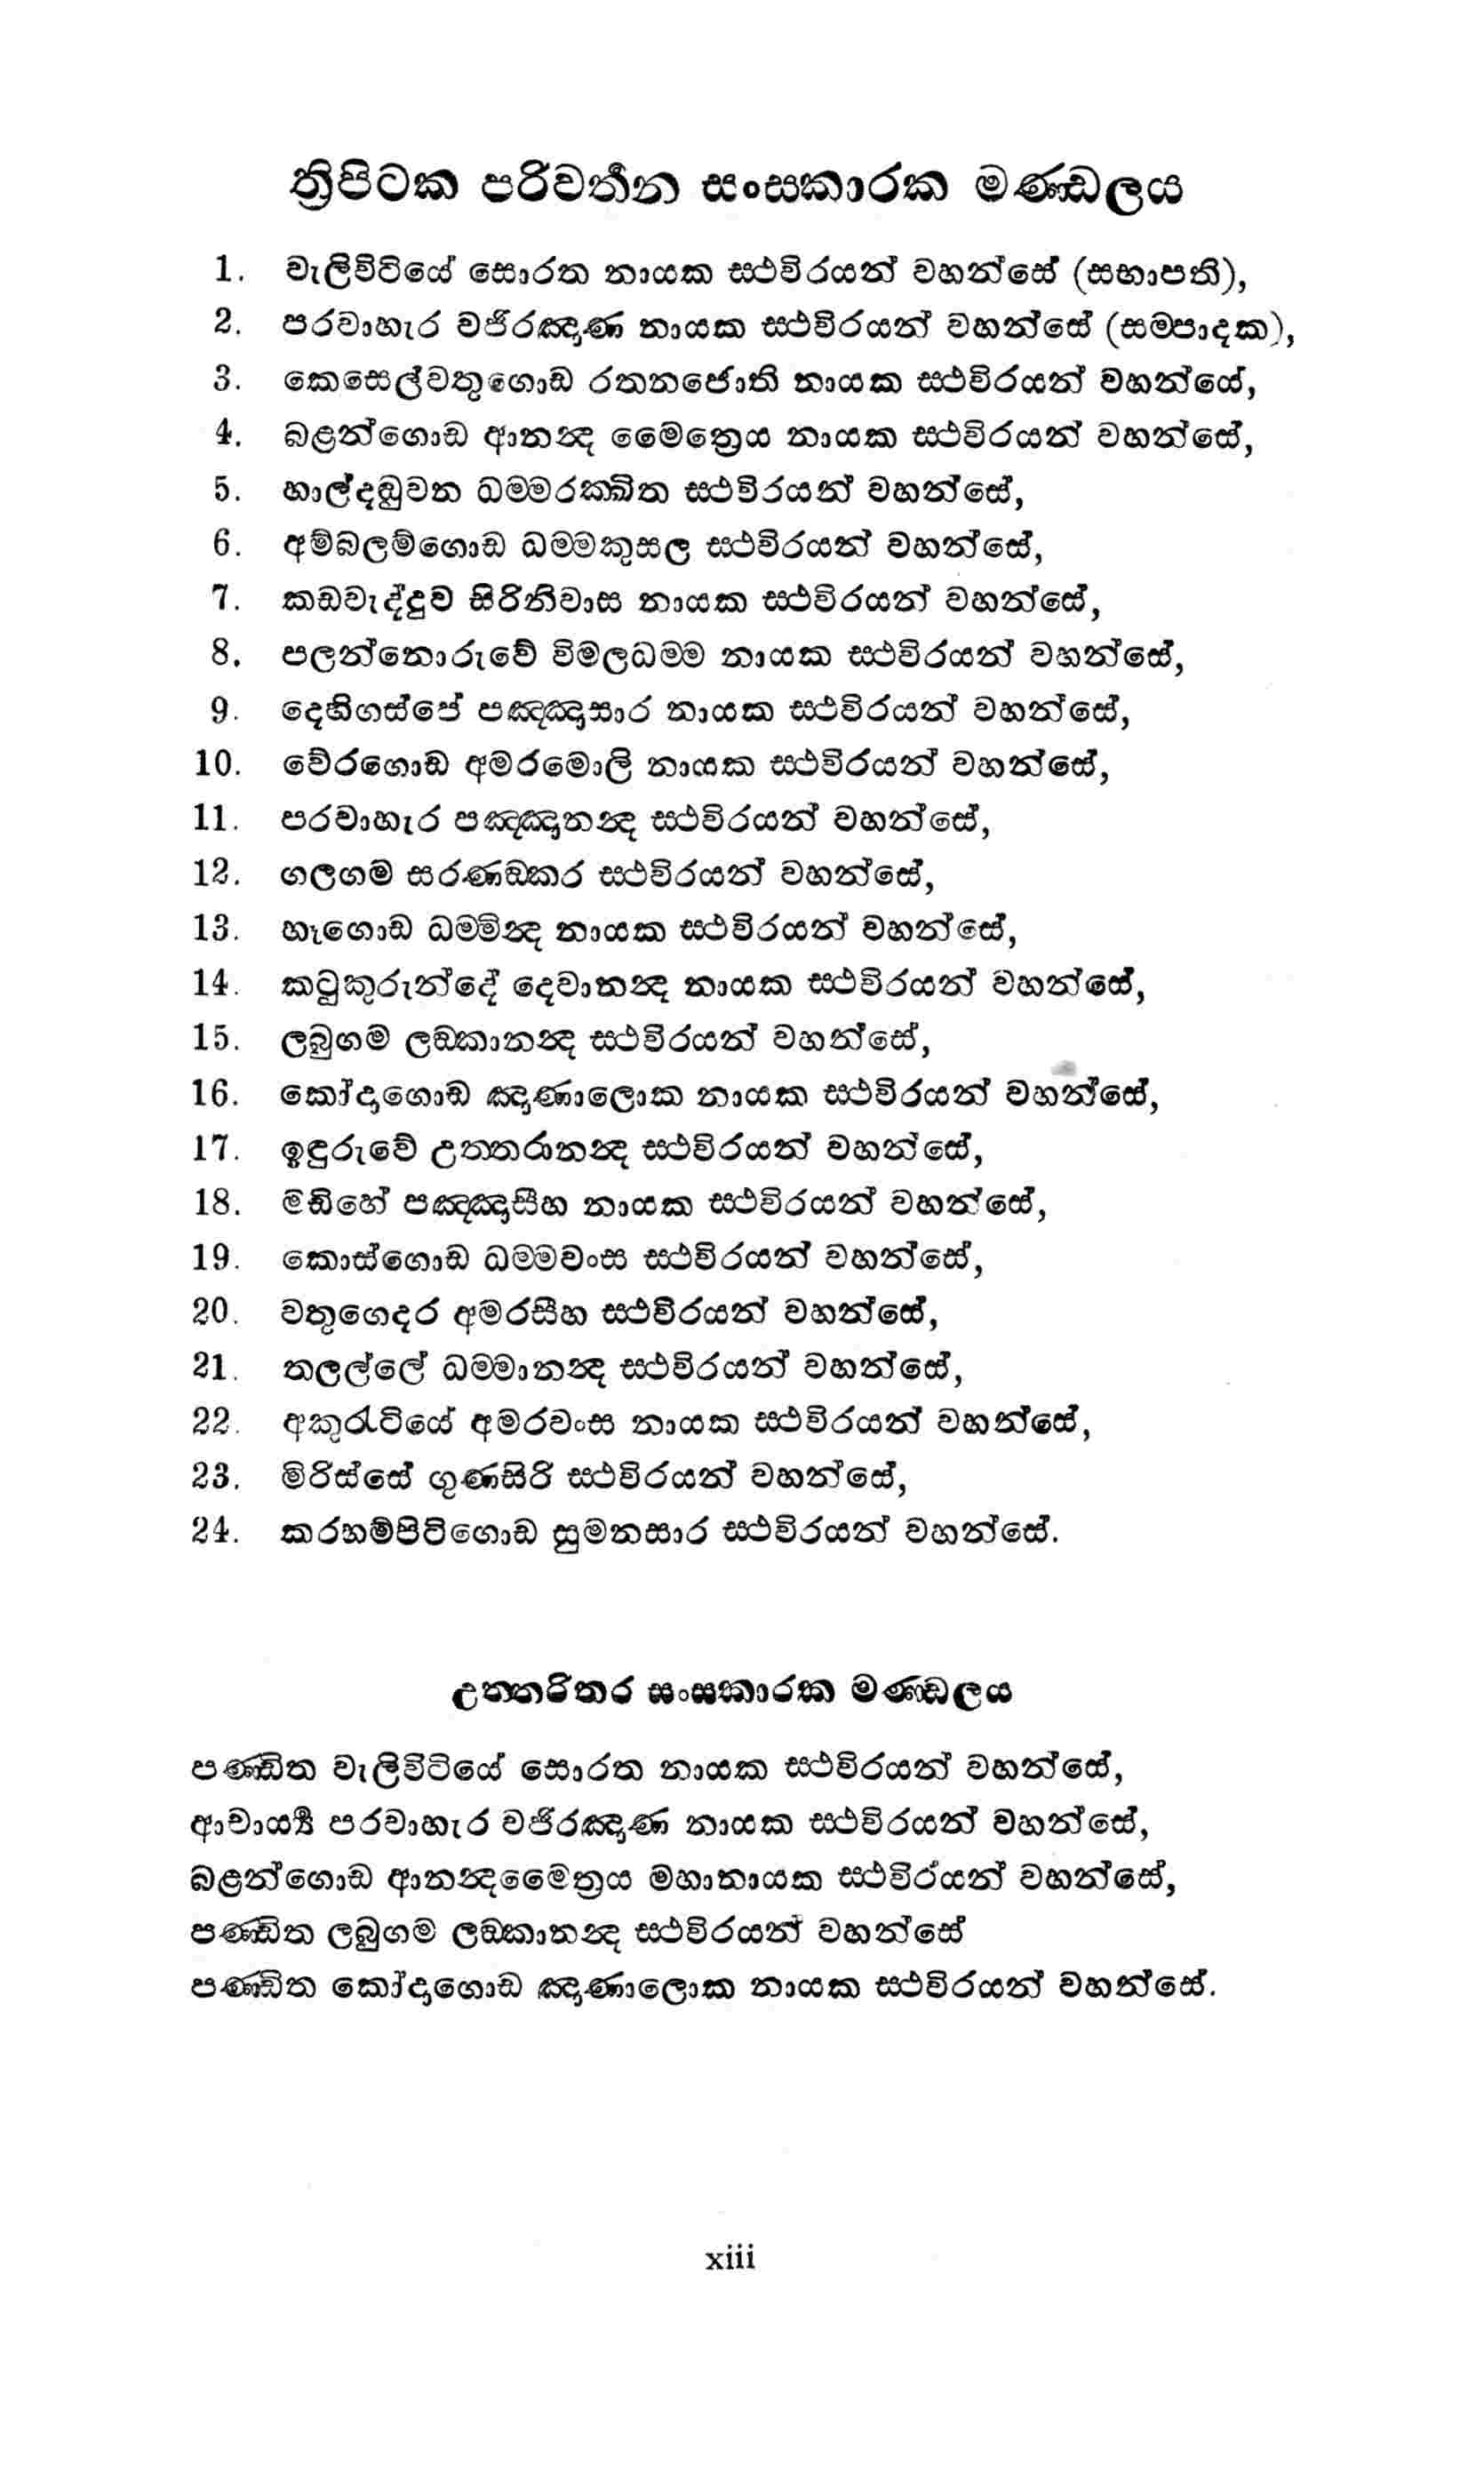 ත්‍රිපිටක පරිවර්‍තන සංස‍්කාරක මණ‍්ඩලය
1. වැලිවිටියේ සොරත නායක ස්‍ථවිරයන් වහන්සේ (සභාපති),
2. පරවාහැර වජිරඤාණ නායක ස්‍ථවිරයන් වහන්සේ (සම‍්පාදක),
3. කෙසෙල්වතුගොඩ රතනජොති නායක ස්‍ථවිරයන් වහන්යේ,
4. බළන්ගොඩ ආනන්‍ද මෛත්‍රෙය නායක ස්‍ථවිරයන් වහන්සේ,
5. හාල්දඬුවන ධම‍්මරක‍්ඛිත ස්‍ථවිරයන් වහන්සේ,
6. අම්බලම්ගොඩ ධම‍්මකුසල ස්‍ථවිරයන් වහන්සේ,
7. කඩවැද්දුව සිරිනිවාස නායක ස්‍ථවිරයන් වහන්සේ,
8. පලන්නොරුවේ විමලධම‍්ම නායක ස්‍ථවිරයන් වහන්සේ,
9. දෙහිගස්පේ පඤ‍්ඤාසාර නායක ස්‍ථවිරයන් වහන්සේ,
10. වේරගොඩ අමරමොලි නායක ස්‍ථවිරයන් වහන්සේ,
11. පරවාහැර පඤ‍්ඤානන්‍ද ස්‍ථවිරයන් වහන්සේ,
12. ගලගම සරණඞ‍්කර ස්‍ථවිරයන් වහන්සේ,
13. හෑගොඩ ධම‍්මින්‍ද නායක ස්‍ථවිරයන් වහන්සේ,
14. කටුකුරුන්දේ දෙවානන්‍ද නායක ස්‍ථවිරයන් වහන්සේ,
15. ලබුගම ලඞ‍්කානන්‍ද ස්‍ථවිරයන් වහන්සේ,
16. කෝදාගොඩ ඤාණාලොක නායක ස්‍ථවිරයන් වහන්සේ,
17. ඉඳුරුවේ උත‍්තරානන්‍ද ස්‍ථවිරයන් වහන්සේ,
18. මඩිහේ පඤ‍්ඤාසීහ නායක ස්‍ථවිරයන් වහන්සේ,
19. කොස්ගොඩ ධම‍්මවංස ස්‍ථවිරයන් වහන්සේ,
20. වතුගෙදර අමරසීහ ස්‍ථවිරයන් වහන්සේ,
21. තලල්ලේ ධම‍්මානන්‍ද ස්‍ථවිරයන් වහන්සේ,
22. අකුරැටියේ අමරවංස නායක ස්‍ථවිරයන් වහන්සේ,
23. මිරිස්සේ ගුණසිරි ස්‍ථවිරයන් වහන්සේ,
24. කරහම්පිටිගොඩ සුමනසාර ස්‍ථවිරයන් වහන්සේ.
උත‍්තරීතර සංස‍්කාරක මණ‍්ඩලය
පණ‍්ඩිත වැලිවිටියේ සොරත නායක ස්‍ථවිරයන් වහන්සේ,
ආචාර්‍ය්‍ය පරවාහැර වජිරඤාණ නායක ස්‍ථවිරයන් වහන්සේ,
බළන්ගොඩ ආනන්‍දමෛත්‍රය මහානායක ස්‍ථවිරයන් වහන්සේ,
පණ‍්ඩිත ලබුගම ලඞ‍්කානන්‍ද ස්‍ථවිරයන් වහන්සේ
පණ‍්ඩිත කෝදාගොඩ ඤාණාලොක නායක ස්‍ථවිරයන් වහන්සේ.
xiii